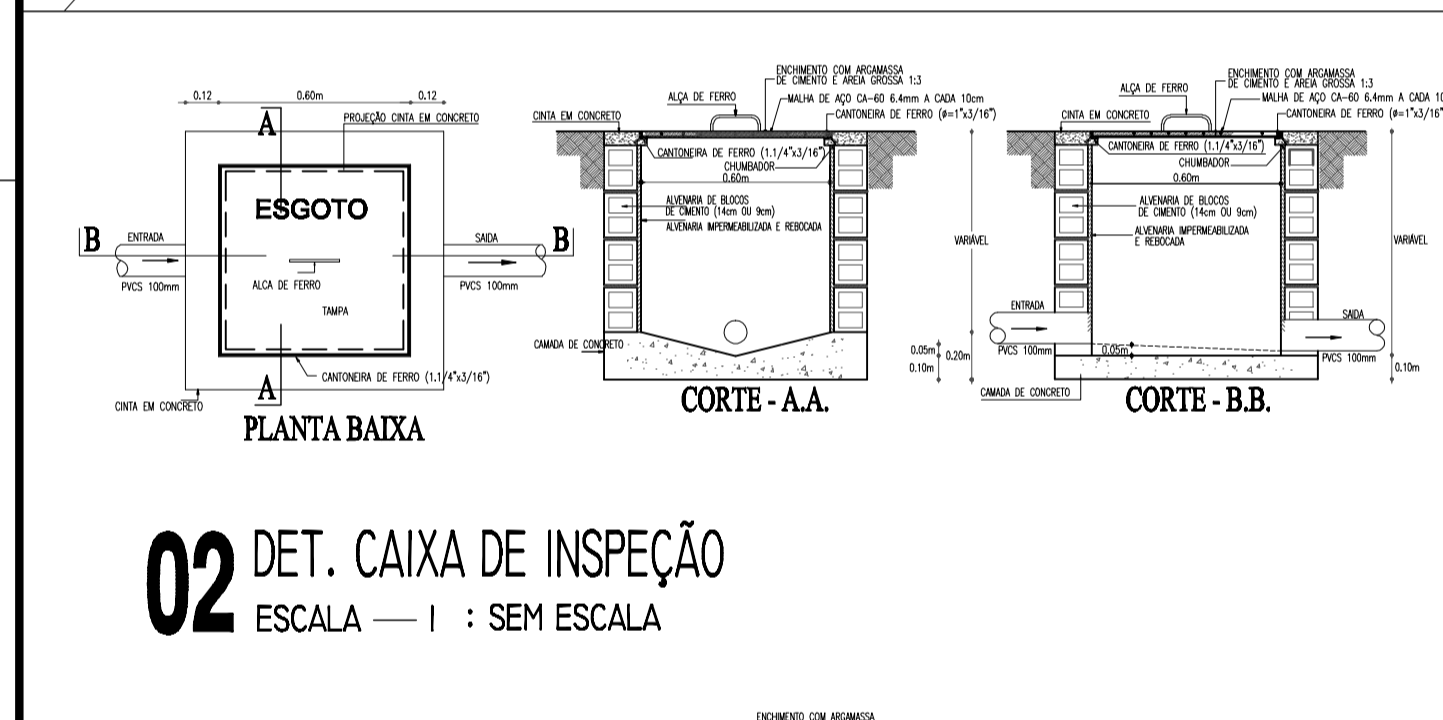 0.12 0.60m 0.12
A
PROJEÇÃO CINTA EM CONCRETO
ESGOTO
B
ENTRADA
PVCS 100mm
SAIDA
B
PVCS 100mm
ALCA DE FERRO
TAMPA
CANTONEIRA DE FERRO (1.1/4"x3/16")
A
CINTA EM CONCRETO
PLANTA BAIXA
ENCHIMENTO COM ARGAMASSA
DE CIMENTO E AREIA GROSSA 1:3
ALÇA DE FERRO
MALHA DE AÇO CA-60 6.4mm A CADA 10cm
CINTA EM CONCRETO
CANTONEIRA DE FERRO (ø=1"x3/16")
CANTONEIRA DE FERRO (1.1/4"x3/16")
CHUMBADOR
0.60m
ALVENARIA DE BLOCOS
DE CIMENTO (14cm OU 9cm)
ALVENARIA IMPERMEABILIZADA E REBOCADA
VARIÁVEL
CAMADA DE CONCRETO
0.05m
0.20m
0.10m
CORTE - A.A.
ENCHIMENTO COM ARGAMASSA
DE CIMENTO E AREIA GROSSA 1:3
ALÇA DE FERRO
MALHA DE AÇO CA-60 6.4mm A CADA 10
CINTA EM CONCRETO
CANTONEIRA DE FERRO (ø=1"x3/16"
CANTONEIRA DE FERRO (1.1/4"x3/16")
CHUMBADOR
0.60m
ALVENARIA DE BLOCOS
DE CIMENTO (14cm OU 9cm)
ALVENARIA IMPERMEABILIZADA
E REBOCADA
VARIÁVEL
ENTRADA
PVCS 100mm
0.05m
SAIDA
PVCS 100mm
0.10m
CAMADA DE CONCRETO
CORTE - B.B.
02 DET. CAIXA DE INSPEÇÃO
ESCALA — 1 : SEM ESCALA
ENCHIMENTO COM ARGAMASSA